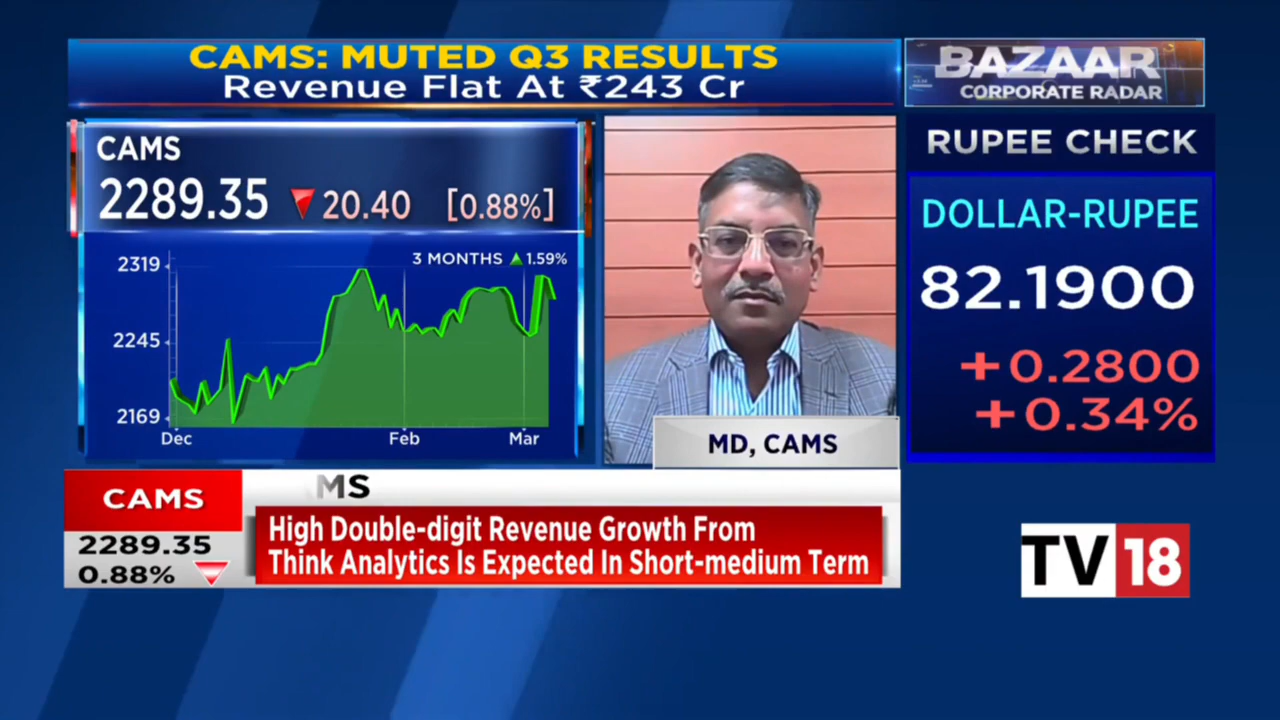 CAMS: MUTED Q3 RESULTS
Revenue Flat At ₹243 Cr
BAZAAR
CORPORATE RADAR
CAMS
2289.35 ▼ 20.40 [0.88%]
3 MONTHS ▲ 1.59%
2319
2245
2169
Dec Feb Mar
MD, CAMS
RUPEE CHECK
DOLLAR-RUPEE
82.1900
+0.2800
+0.34%
CAMS
2289.35
0.88% ▼
MS
High Double-digit Revenue Growth From
Think Analytics Is Expected In Short-medium Term
TV18